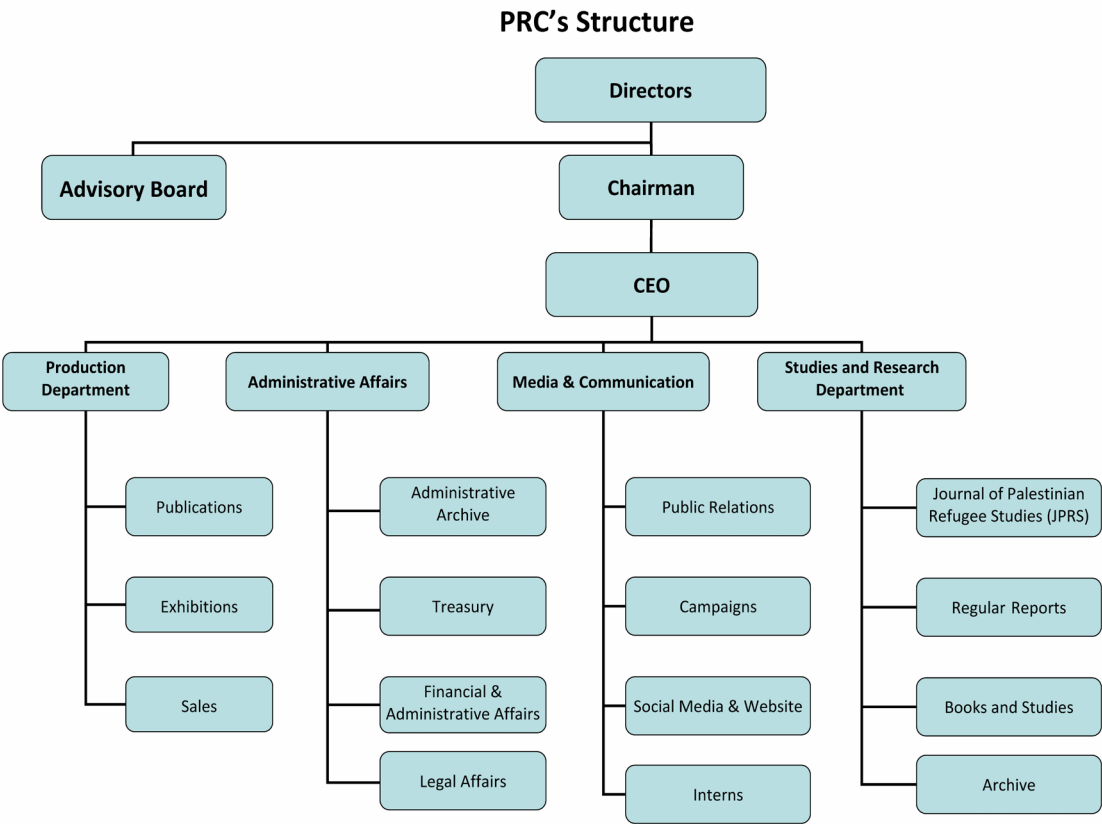 PRC’s Structure
Directors
Advisory Board
Chairman
CEO
Production
Department
Administrative Affairs
Media & Communication
Studies and Research
Department
Publications
Exhibitions
Sales
Administrative
Archive
Treasury
Financial &
Administrative Affairs
Legal Affairs
Public Relations
Campaigns
Social Media & Website
Interns
Journal of Palestinian
Refugee Studies (JPRS)
Regular Reports
Books and Studies
Archive